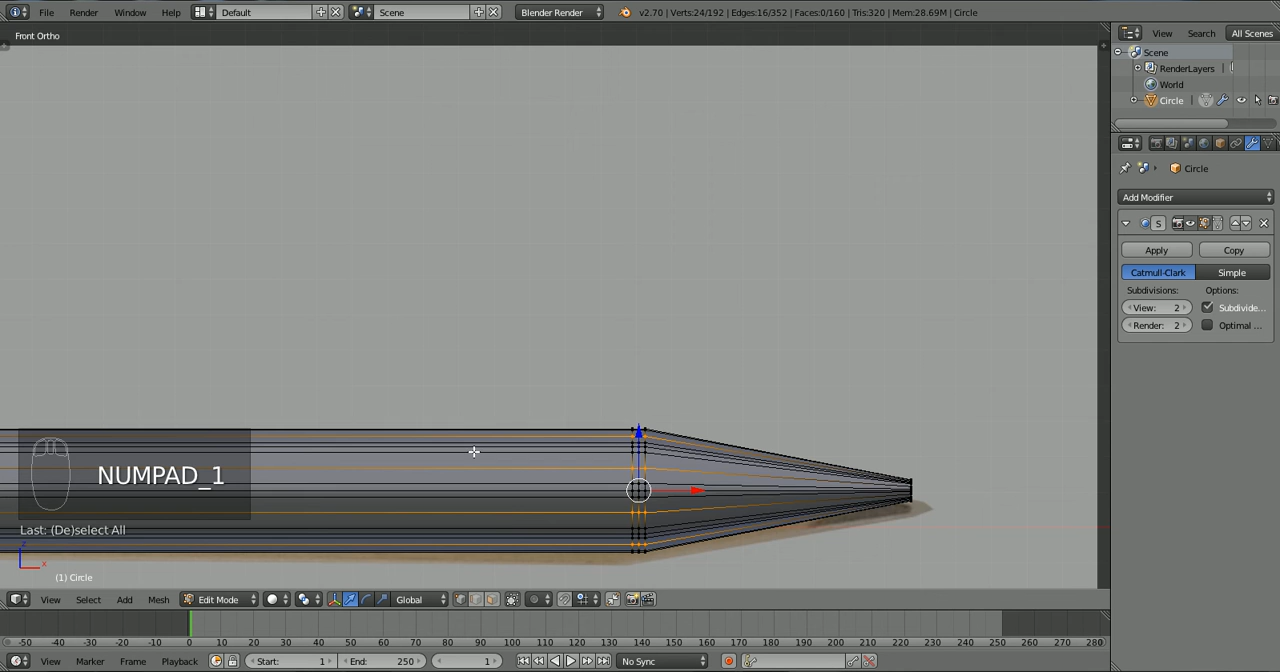 File Render Window Help Default Scene Blender Render v2.70 | Verts:24/192 | Edges:16/352 | Faces:0/160 | Tris:320 | Mem:28.69M | Circle
Front Ortho
View Search All Scenes
Scene
RenderLayers
World
Circle
Circle
Add Modifier
S
Apply Copy
Catmull-Clark Simple
Subdivisions: Options:
View: 2 Subdivide...
Render: 2 Optimal ...
NUMPAD_1
Last: (De)select All
z
x
(1) Circle
View Select Add Mesh Edit Mode Global
-50 -40 -30 -20 -10 0 10 20 30 40 50 60 70 80 90 100 110 120 130 140 150 160 170 180 190 200 210 220 230 240 250 260 270 280
View Marker Frame Playback Start: 1 End: 250 1 No Sync